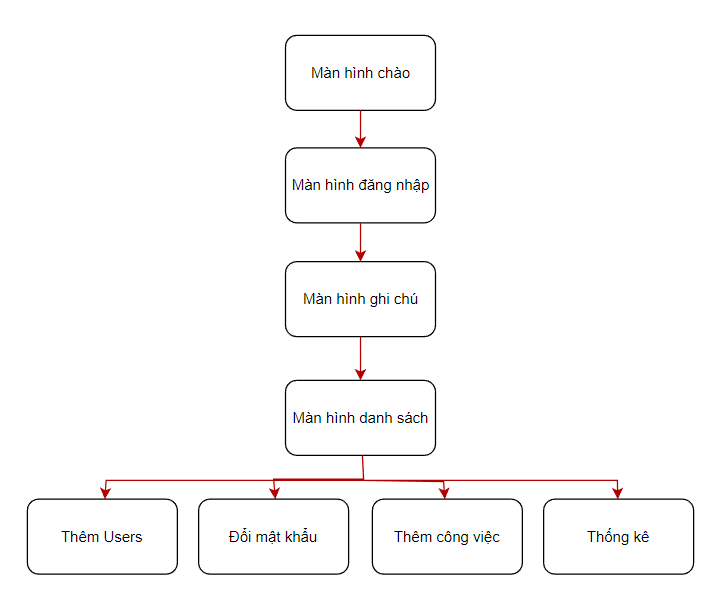 Màn hình chào
Màn hình đăng nhập
Màn hình ghi chú
Màn hình danh sách
Thêm Users
Đổi mật khẩu
Thêm công việc
Thống kê